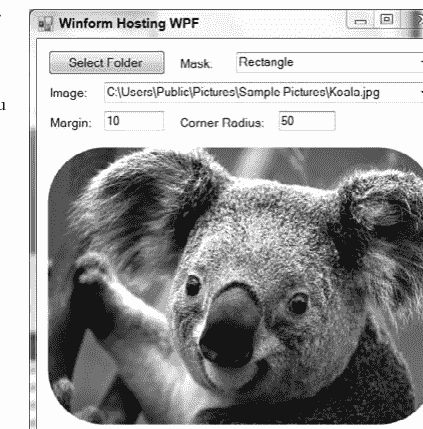 Winform Hosting WPF
Select Folder Mask: Rectangle
Image: C:\Users\Public\Pictures\Sample Pictures\Koala.jpg
Margin: 10 Corner Radius: 50
u